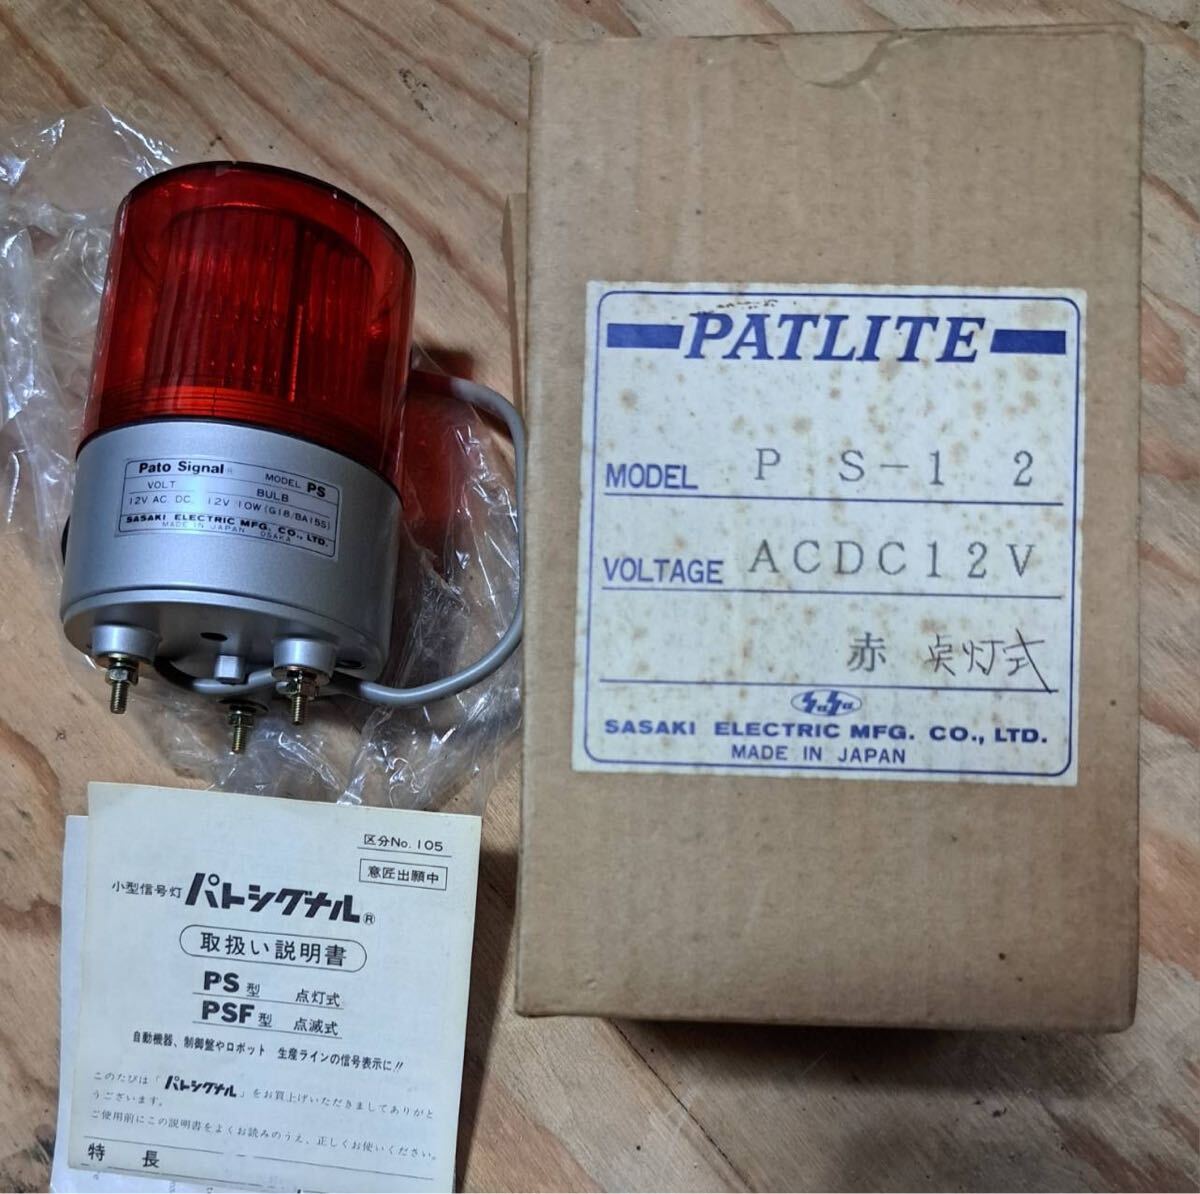 Pato Signal®
MODEL PS
VOLT BULB
12V AC. DC. 12V 10W (G18/BA15S)
SASAKI ELECTRIC MFG. CO., LTD.
MADE IN JAPAN OSAKA
PATLITE
MODEL PS-12
VOLTAGE ACDC12V
赤 点灯式
SaSa
SASAKI ELECTRIC MFG. CO., LTD.
MADE IN JAPAN
区分No. 105
意匠出願中
小型信号灯 パトシグナル®
取扱い説明書
PS型 点灯式
PSF型 点滅式
自動機器、制御盤やロボット 生産ラインの信号表示に!!
このたびは「パトシグナル」をお買上げいただきましてありがと
うございます。
ご使用前にこの説明書をよくお読みのうえ、正しくお使いください。
特 長